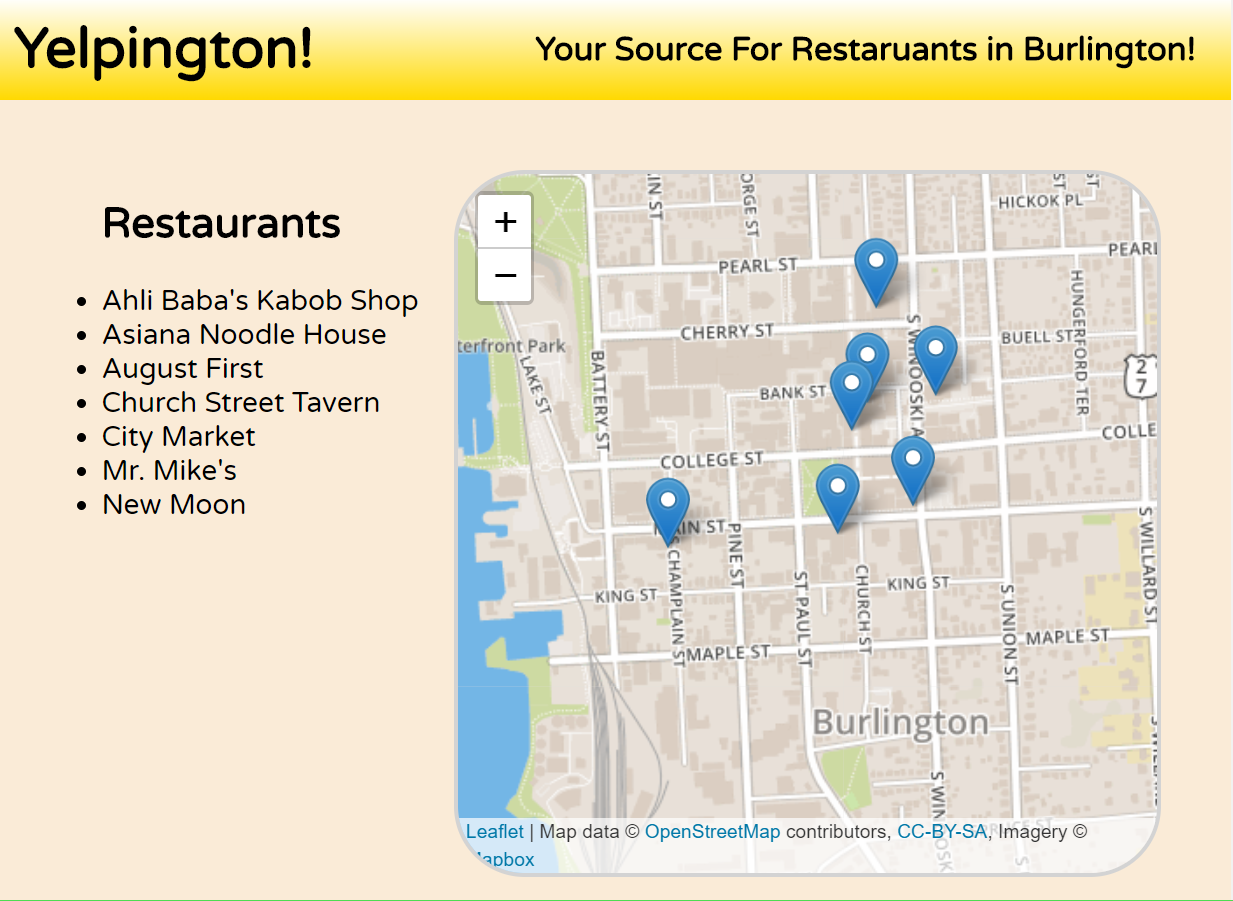 Yelpington!
Your Source For Restaruants in Burlington!
Restaurants
Ahli Baba's Kabob Shop
Asiana Noodle House
August First
Church Street Tavern
City Market
Mr. Mike's
New Moon
+
−
HICKOK PL
PEARL ST
PEARL
CHERRY ST
BUELL ST
HUNGERFORD TER
terfront Park
LAKE ST
BATTERY ST
BANK ST
S WINOOSKI A
2
7
COLLEGE ST
COLLE
MAIN ST
PINE ST
S CHAMPLAIN ST
KING ST
ST PAUL ST
CHURCH ST
KING ST
S UNION ST
S WILLARD ST
MAPLE ST
MAPLE ST
Burlington
S WINOOSK
Leaflet | Map data © OpenStreetMap contributors, CC-BY-SA, Imagery ©
Mapbox